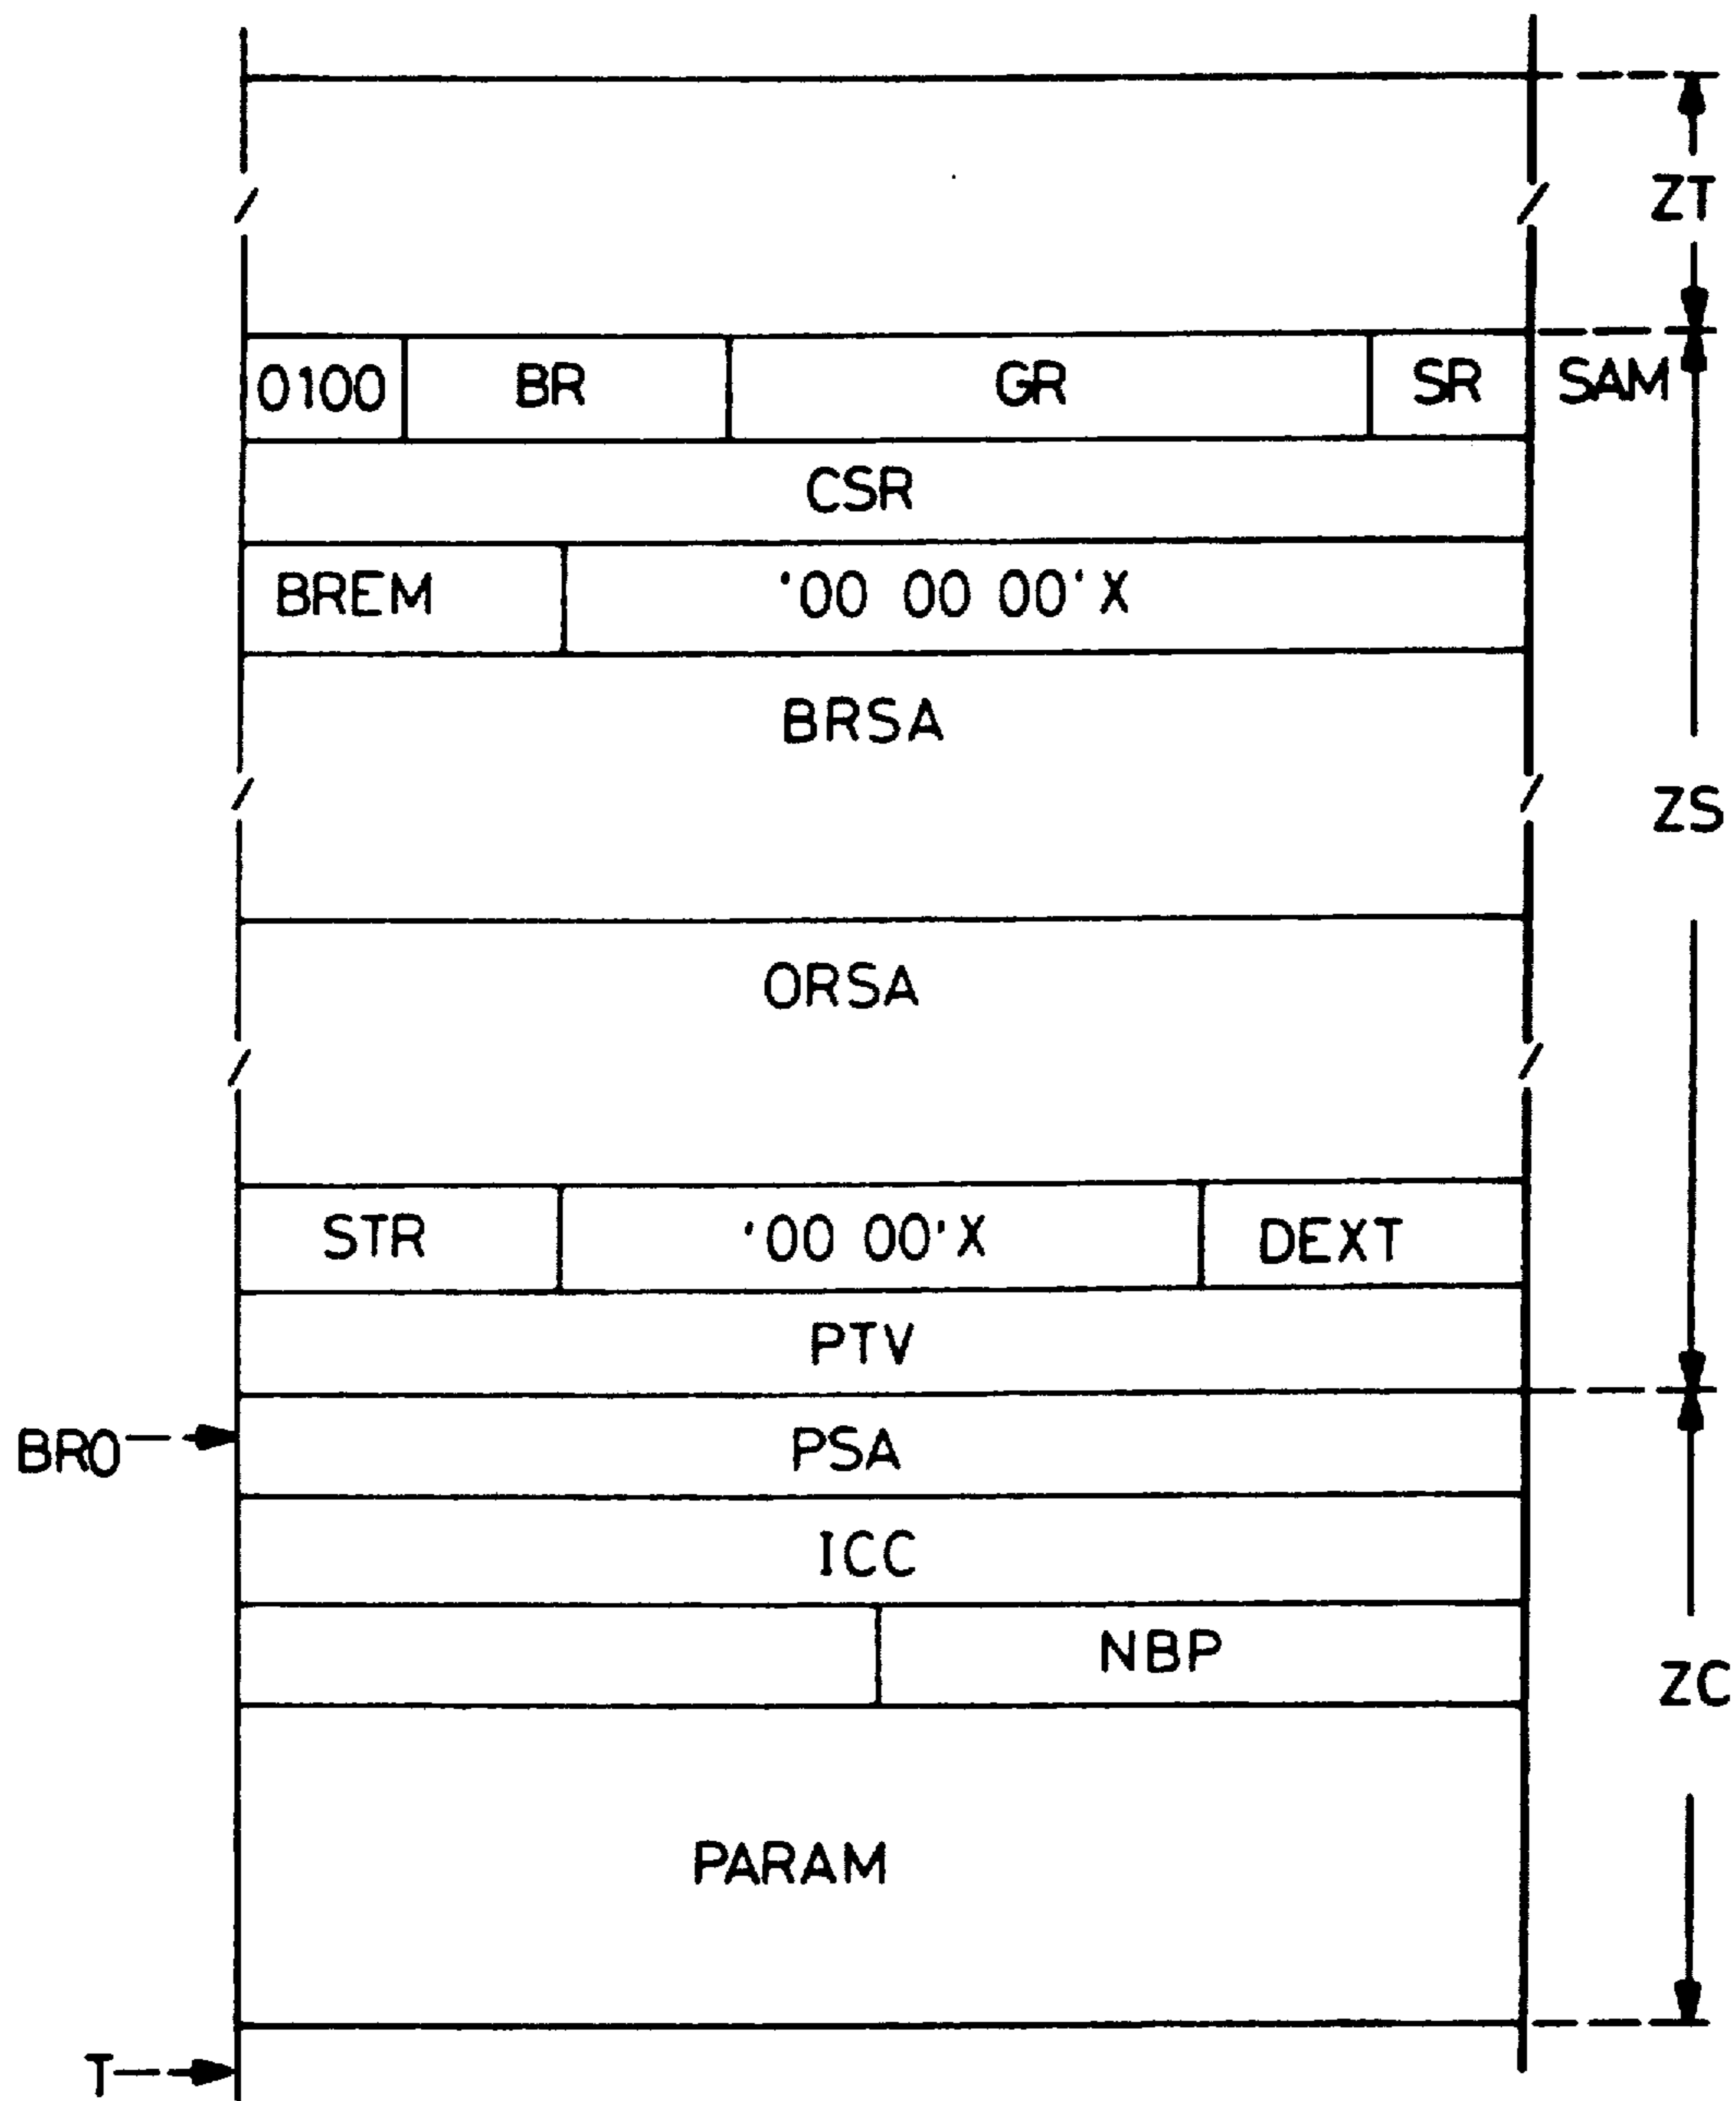 ZT
0100 BR GR SR SAM
CSR
BREM '00 00 00'X
BRSA
ZS
ORSA
STR '00 00'X DEXT
PTV
BR0 PSA
ICC
NBP
ZC
PARAM
T